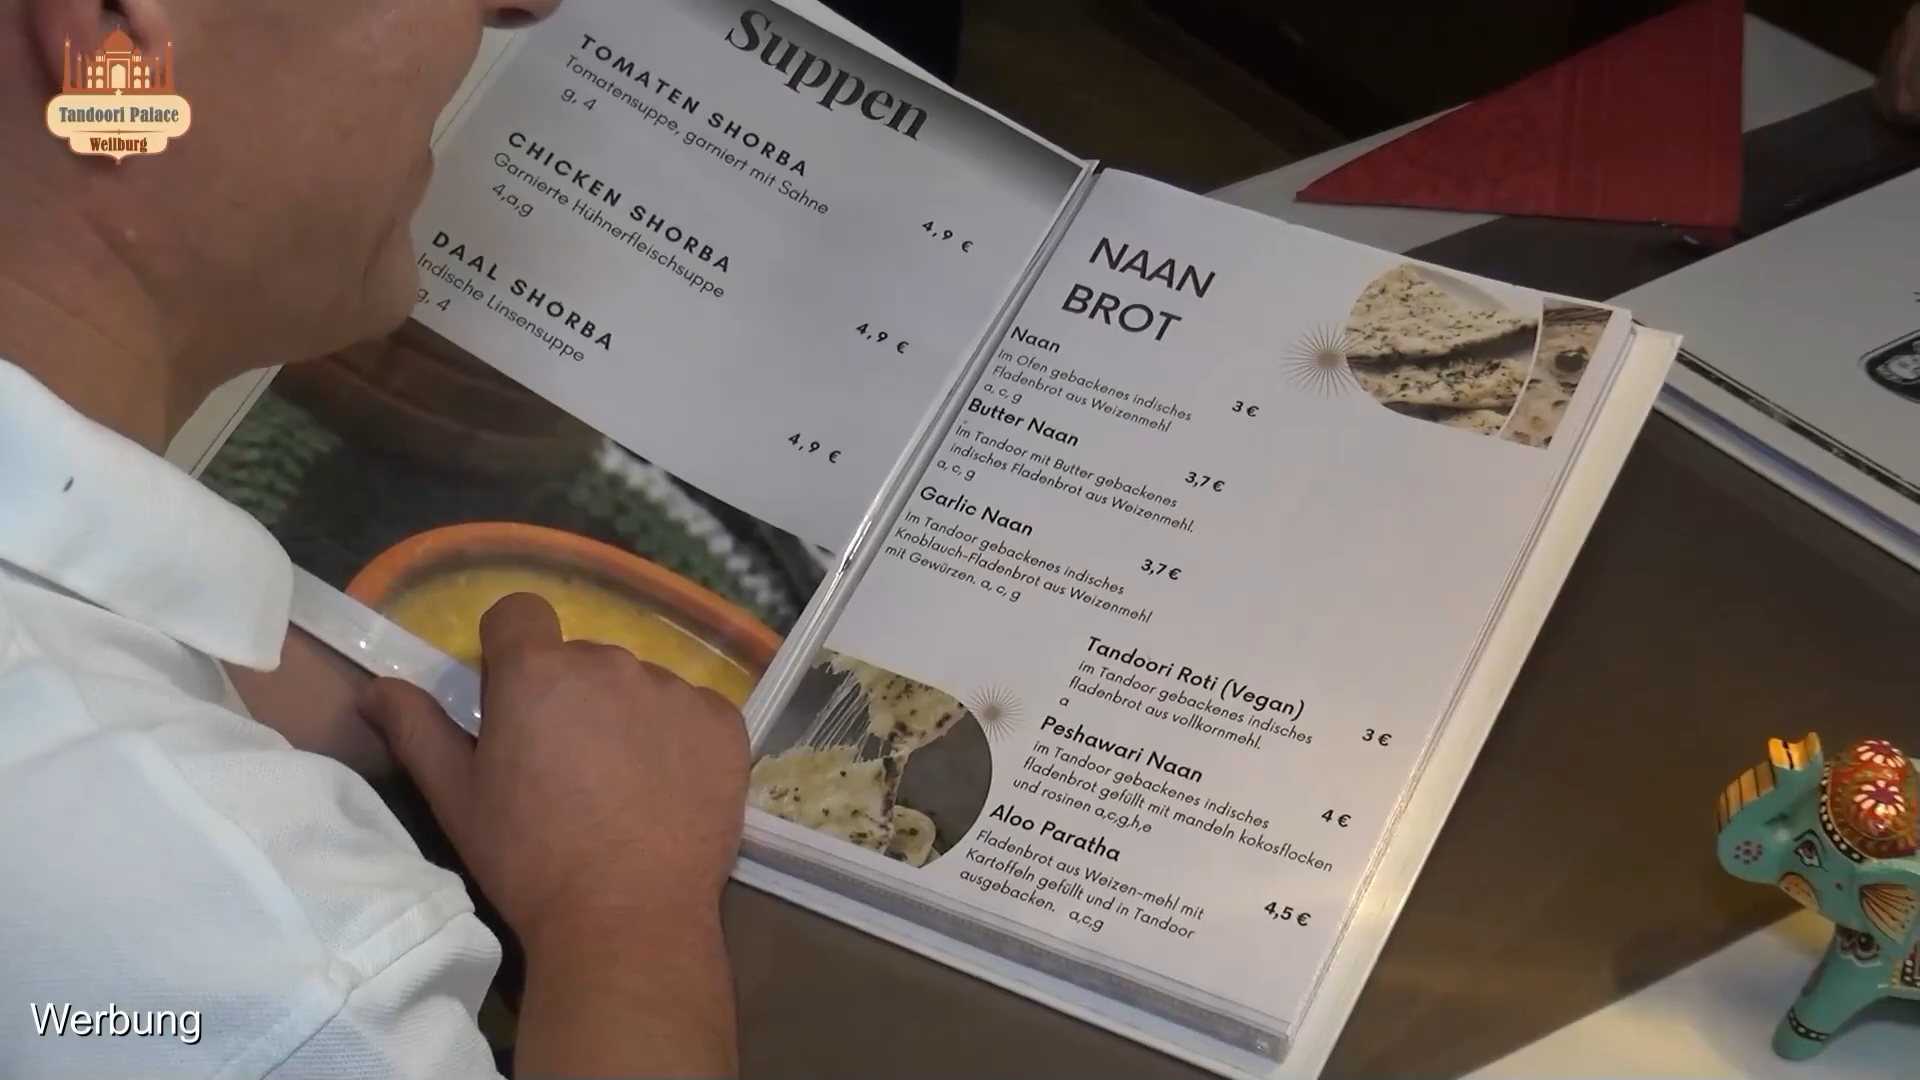 Tandoori Palace
Weilburg
Suppen
TOMATEN SHORBA
Tomatensuppe, garniert mit Sahne
g, 4
4,9 €
CHICKEN SHORBA
Garnierte Hühnerfleischsuppe
4,a,g
4,9 €
DAAL SHORBA
Indische Linsensuppe
g, 4
4,9 €
NAAN
BROT
Naan
Im Ofen gebackenes indisches
Fladenbrot aus Weizenmehl
a, c, g
3 €
Butter Naan
Im Tandoor mit Butter gebackenes
indisches Fladenbrot aus Weizenmehl.
a, c, g
3,7 €
Garlic Naan
Im Tandoor gebackenes indisches
Knoblauch-Fladenbrot aus Weizenmehl
mit Gewürzen. a, c, g
3,7 €
Tandoori Roti (Vegan)
im Tandoor gebackenes indisches
fladenbrot aus vollkornmehl.
a
3 €
Peshawari Naan
im Tandoor gebackenes indisches
fladenbrot gefüllt mit mandeln kokosflocken
und rosinen a,c,g,h,e
4 €
Aloo Paratha
Fladenbrot aus Weizen-mehl mit
Kartoffeln gefüllt und in Tandoor
ausgebacken. a,c,g
4,5 €
Werbung